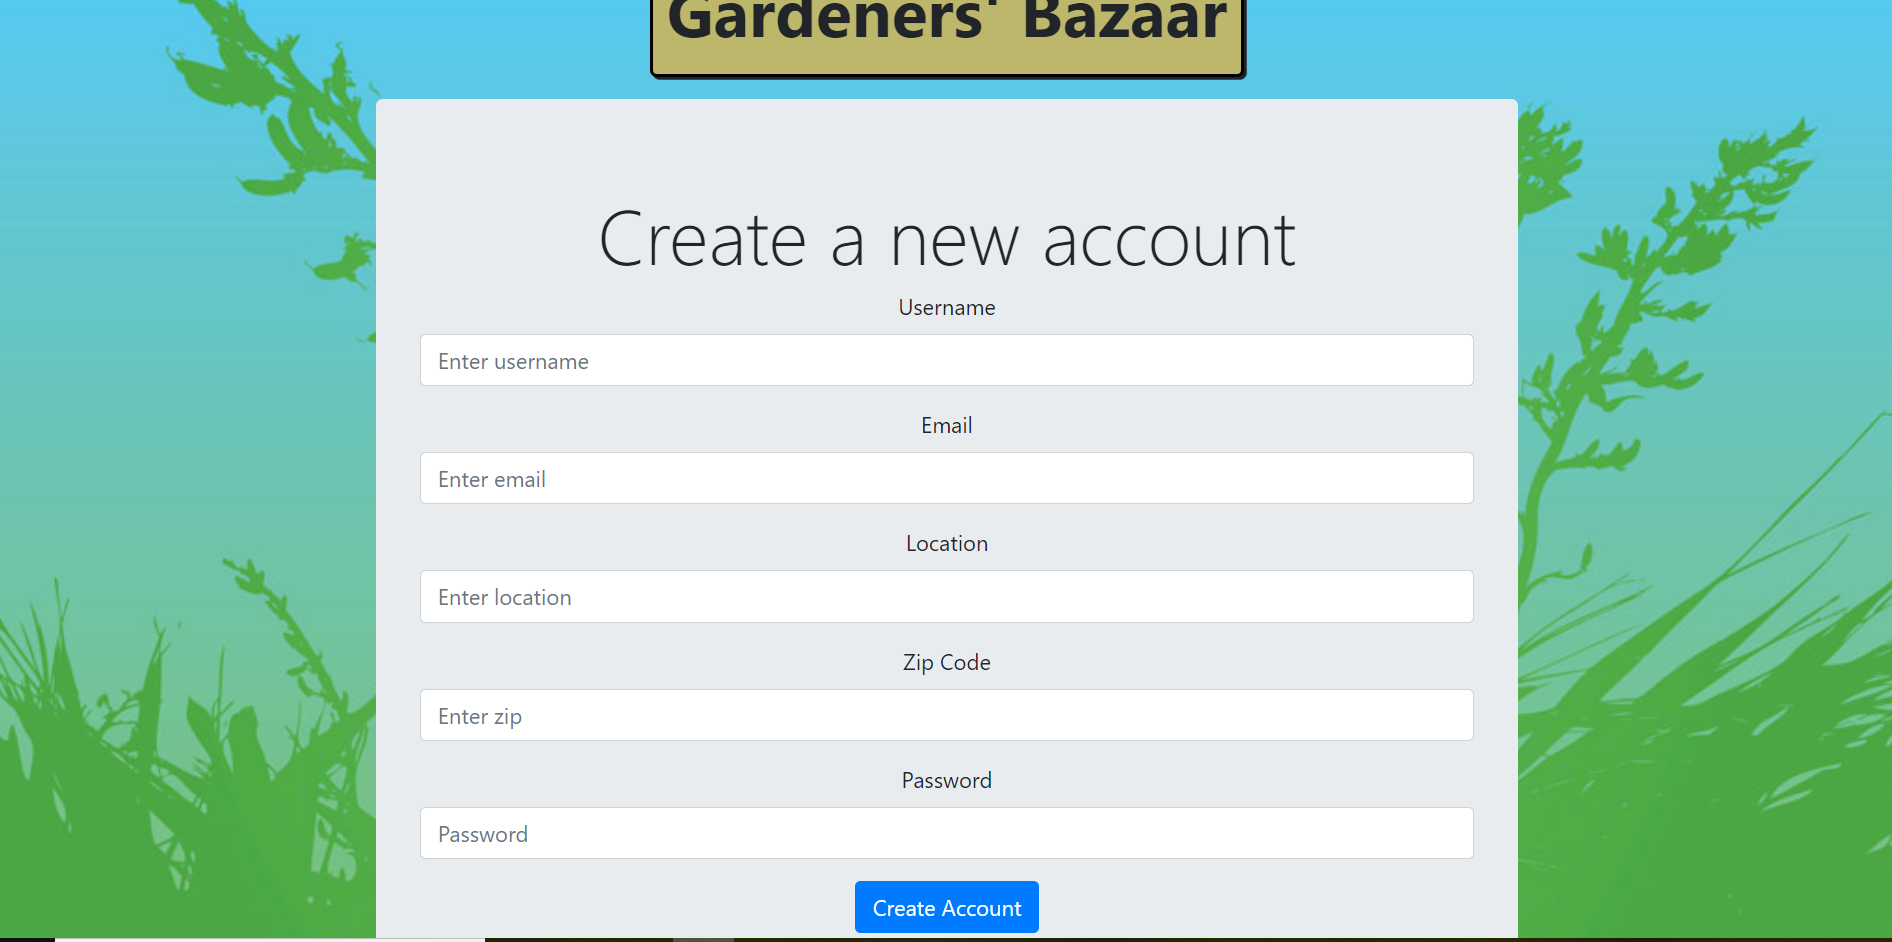 Gardeners' Bazaar
Create a new account
Username
Enter username
Email
Enter email
Location
Enter location
Zip Code
Enter zip
Password
Password
Create Account